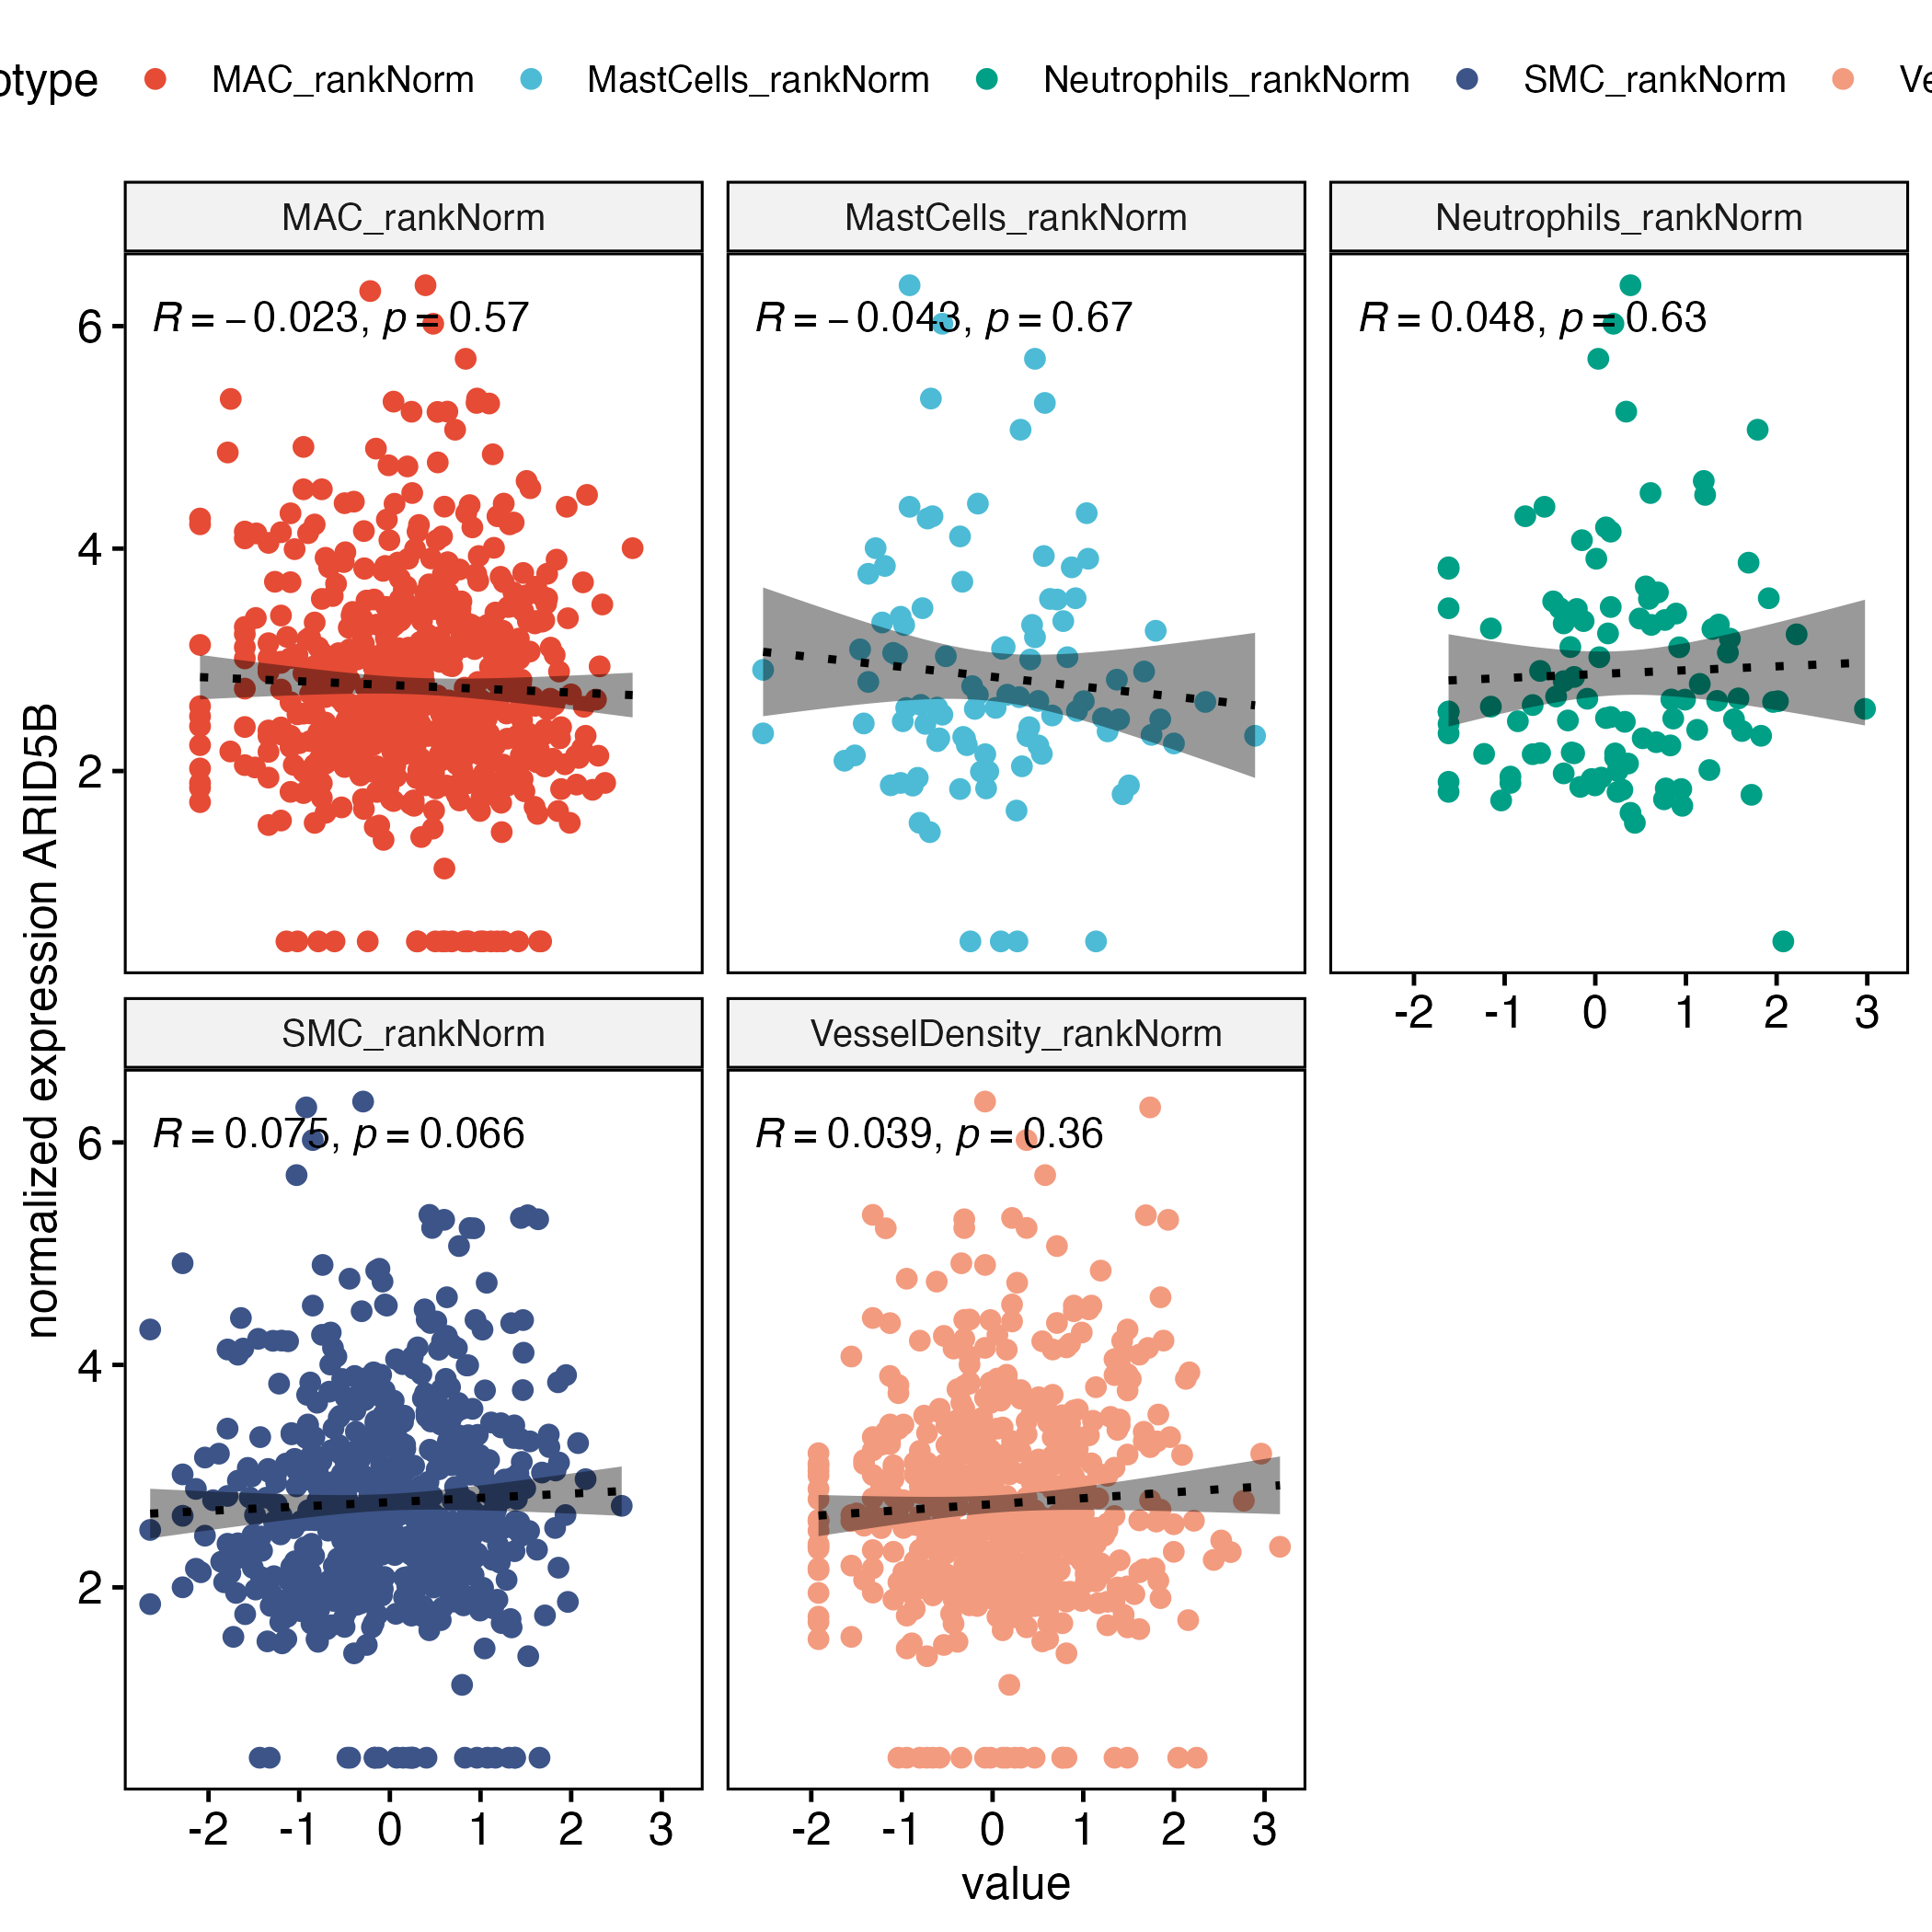 otype MAC_rankNorm MastCells_rankNorm Neutrophils_rankNorm SMC_rankNorm Ve
MAC_rankNorm MastCells_rankNorm Neutrophils_rankNorm
R = −0.023, p = 0.57 R = −0.043, p = 0.67 R = 0.048, p = 0.63
6
4
2
-2 -1 0 1 2 3
SMC_rankNorm VesselDensity_rankNorm
R = 0.075, p = 0.066 R = 0.039, p = 0.36
6
4
2
-2 -1 0 1 2 3 -2 -1 0 1 2 3
value
normalized expression ARID5B